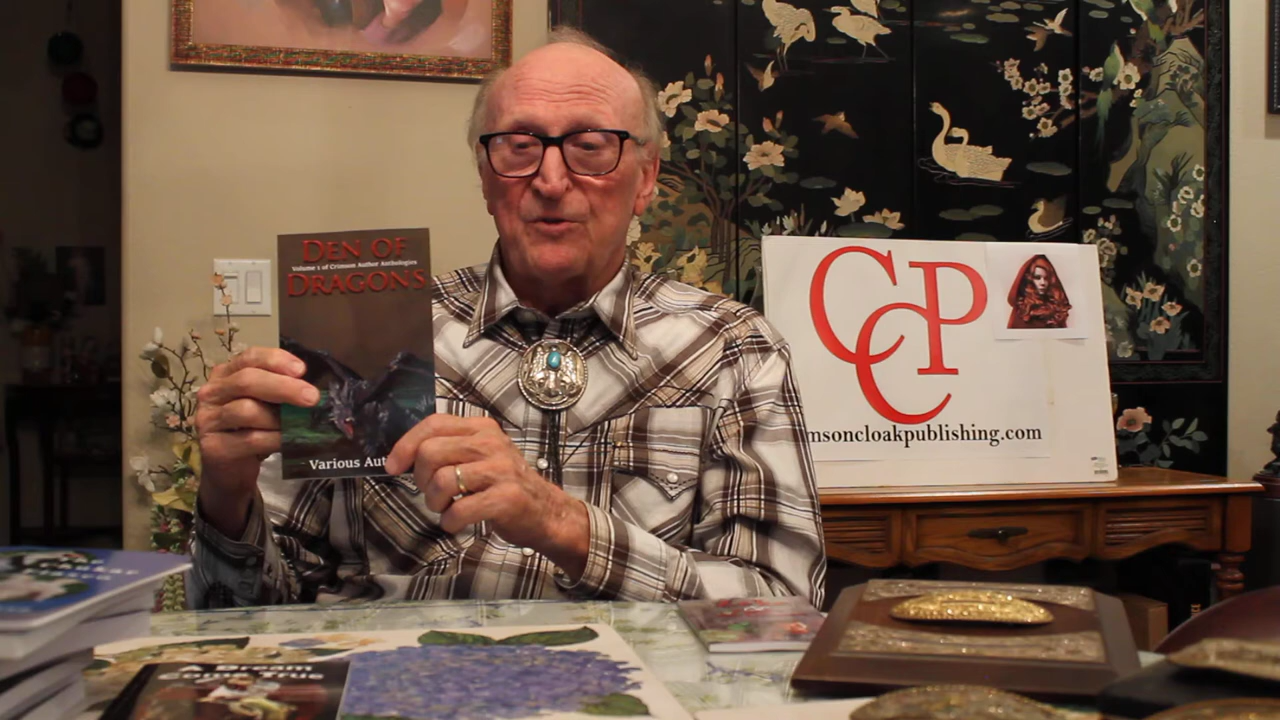 DEN OF
Volume 1 of Crimson Author Anthologies
DRAGONS
Various Aut
CCP
msoncloakpublishing.com
A Dream
Come True